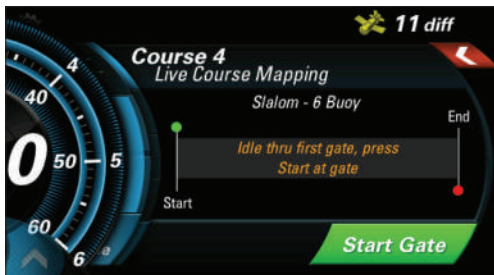 11 diff
Course 4
Live Course Mapping
Slalom - 6 Buoy
End
Idle thru first gate, press
Start at gate
Start
Start Gate
4
40
0
50
5
60
6
e